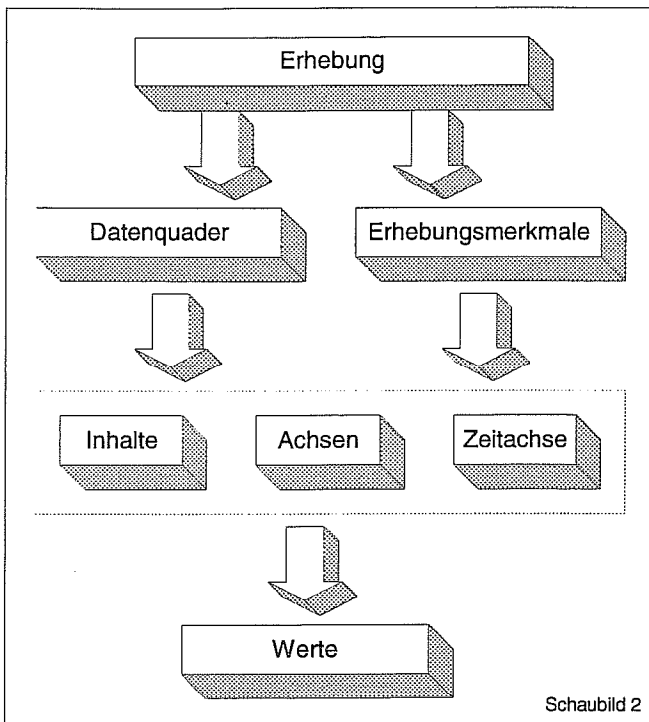 Erhebung
Datenquader
Erhebungsmerkmale
Inhalte
Achsen
Zeitachse
Werte
Schaubild 2